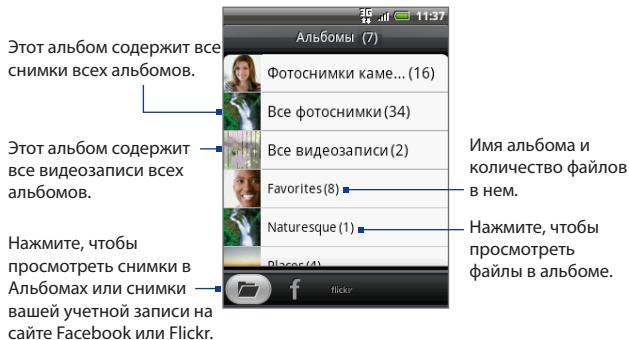 3G 11:37
Альбомы (7)
Фотоснимки каме... (16)
Все фотоснимки (34)
Все видеозаписи (2)
Favorites (8)
Naturesque (1)
Places (4)
flickr
Этот альбом содержит все
снимки всех альбомов.
Этот альбом содержит
все видеозаписи всех
альбомов.
Нажмите, чтобы
просмотреть снимки в
Альбомах или снимки
вашей учетной записи на
сайте Facebook или Flickr.
Имя альбома и
количество файлов
в нем.
Нажмите, чтобы
просмотреть
файлы в альбоме.